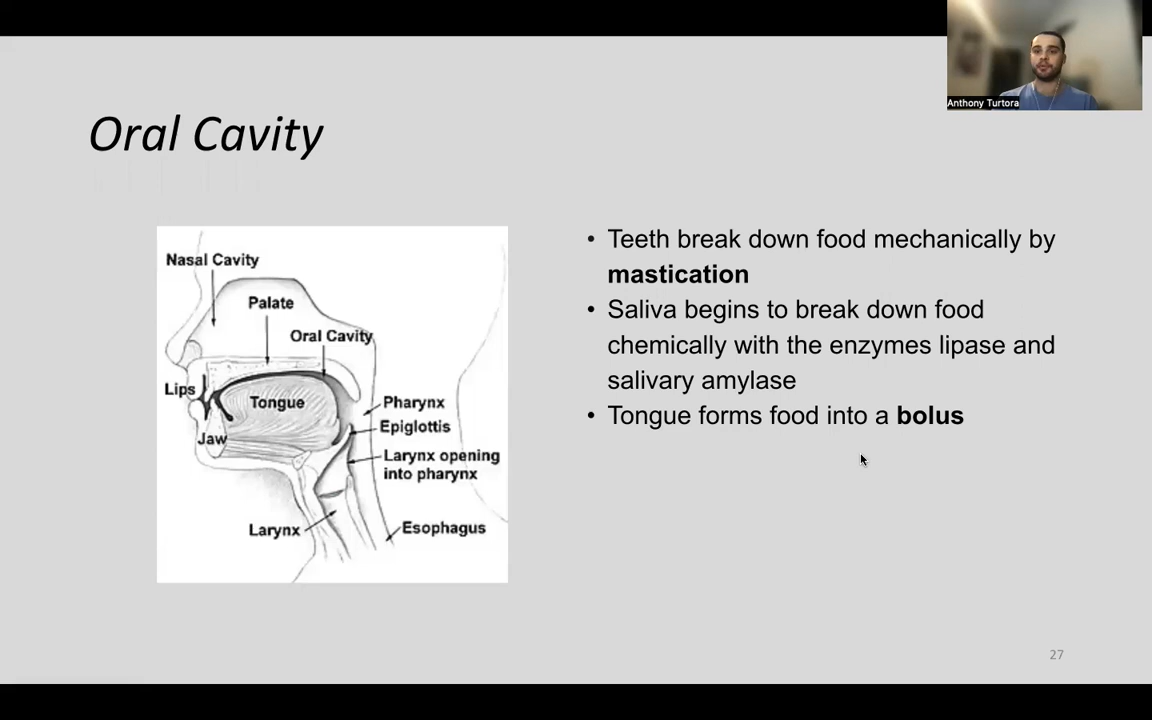 Anthony Turtora
Oral Cavity
Nasal Cavity
Palate
Oral Cavity
Lips
Tongue
Pharynx
Epiglottis
Jaw
Larynx opening
into pharynx
Larynx
Esophagus
• Teeth break down food mechanically by
mastication
• Saliva begins to break down food
chemically with the enzymes lipase and
salivary amylase
• Tongue forms food into a bolus
27